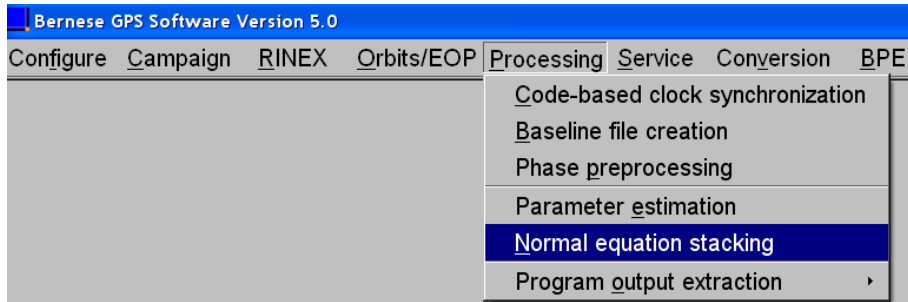 Bernese GPS Software Version 5.0
Configure Campaign RINEX Orbits/EOP Processing Service Conversion BPE
Code-based clock synchronization
Baseline file creation
Phase preprocessing
Parameter estimation
Normal equation stacking
Program output extraction